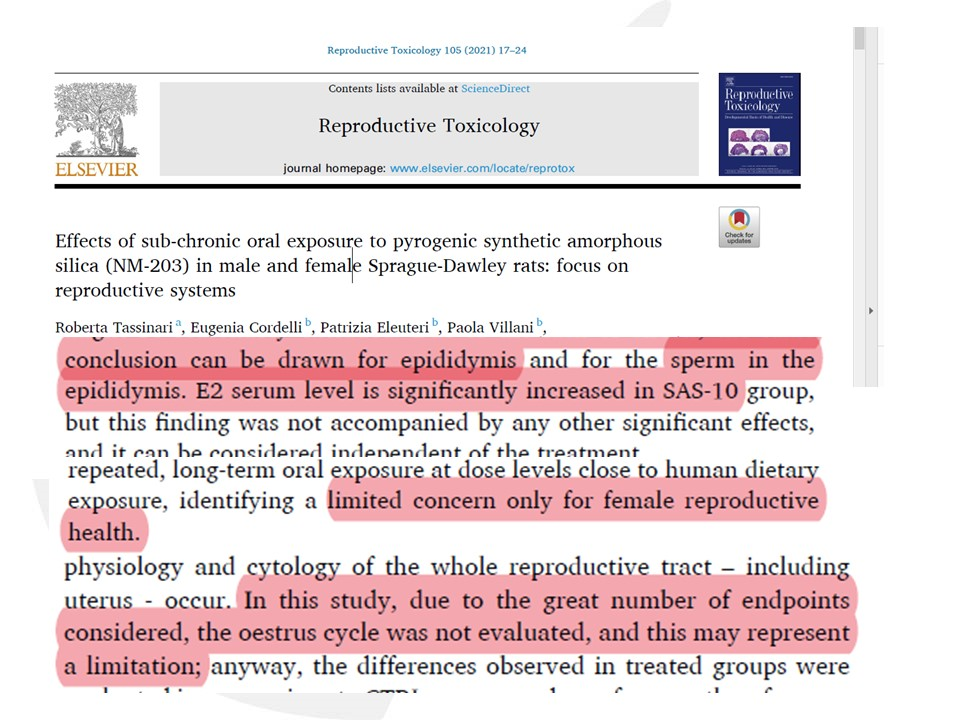 Reproductive Toxicology 105 (2021) 17–24
Contents lists available at ScienceDirect
Reproductive Toxicology
journal homepage: www.elsevier.com/locate/reprotox
ELSEVIER
Reproductive
Toxicology
Check for
updates
Effects of sub-chronic oral exposure to pyrogenic synthetic amorphous
silica (NM-203) in male and female Sprague-Dawley rats: focus on
reproductive systems
Roberta Tassinari a, Eugenia Cordelli b, Patrizia Eleuteri b, Paola Villani b,
conclusion can be drawn for epididymis and for the sperm in the
epididymis. E2 serum level is significantly increased in SAS-10 group,
but this finding was not accompanied by any other significant effects,
and it can be considered independent of the treatment
repeated, long-term oral exposure at dose levels close to human dietary
exposure, identifying a limited concern only for female reproductive
health.
physiology and cytology of the whole reproductive tract – including
uterus - occur. In this study, due to the great number of endpoints
considered, the oestrus cycle was not evaluated, and this may represent
a limitation; anyway, the differences observed in treated groups were